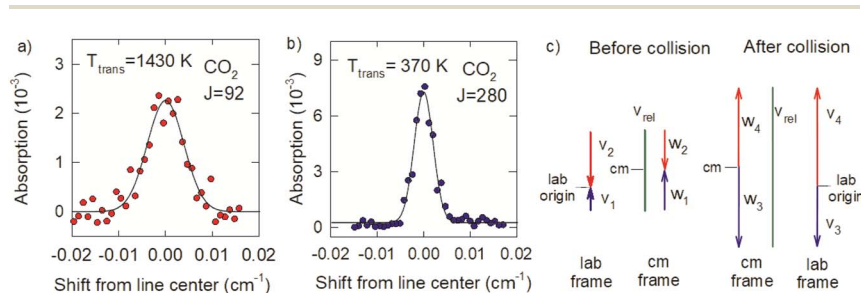 a)
T_trans=1430 K
CO₂
J=92
Absorption (10⁻³)
3
2
1
0
-0.02 -0.01 0.00 0.01 0.02
Shift from line center (cm⁻¹)
b)
T_trans=370 K
CO₂
J=280
Absorption (10⁻³)
9
6
3
0
-0.02 -0.01 0.00 0.01 0.02
Shift from line center (cm⁻¹)
c)
Before collision
After collision
v₂
lab
origin
v₁
v_rel
cm
w₂
w₁
w₄
cm
w₃
v_rel
v₄
lab
origin
v₃
lab
frame
cm
frame
cm
frame
lab
frame